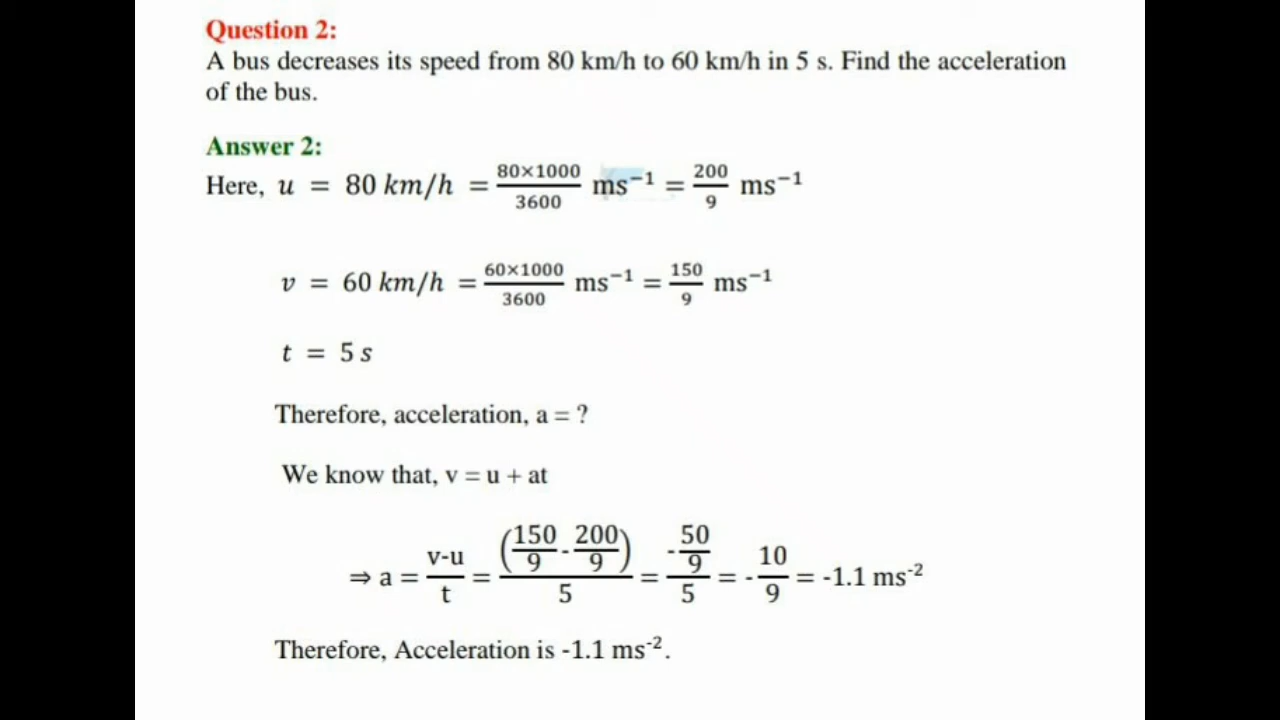 Question 2:
A bus decreases its speed from 80 km/h to 60 km/h in 5 s. Find the acceleration
of the bus.
Answer 2:
Here, u = 80 km/h = 80×1000/3600 ms⁻¹ = 200/9 ms⁻¹
v = 60 km/h = 60×1000/3600 ms⁻¹ = 150/9 ms⁻¹
t = 5 s
Therefore, acceleration, a = ?
We know that, v = u + at
⇒ a = v-u/t = (150/9 - 200/9)/5 = -50/9/5 = -10/9 = -1.1 ms⁻²
Therefore, Acceleration is -1.1 ms⁻².